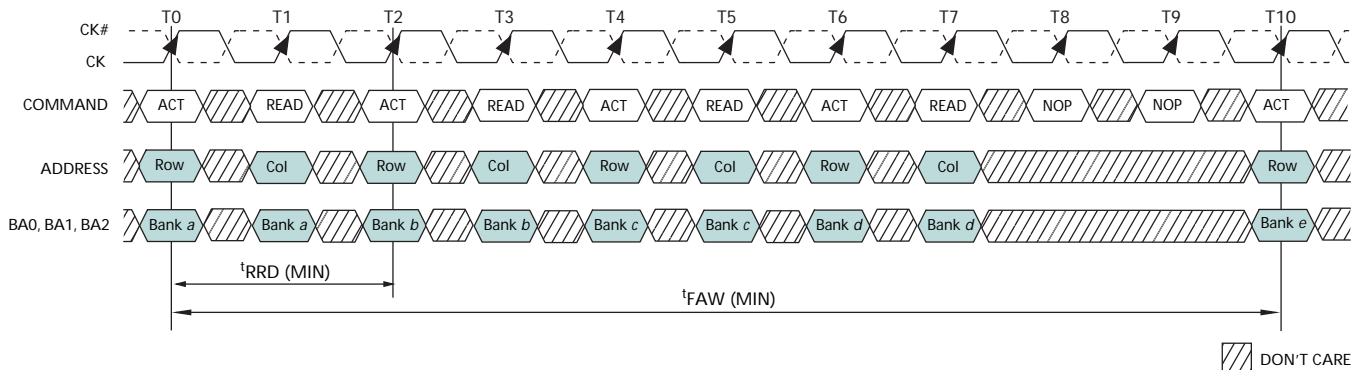 T0 T1 T2 T3 T4 T5 T6 T7 T8 T9 T10
CK#
CK
COMMAND ACT READ ACT READ ACT READ ACT READ NOP NOP ACT
ADDRESS Row Col Row Col Row Col Row Col Row
BA0, BA1, BA2 Bank a Bank a Bank b Bank b Bank c Bank c Bank d Bank d Bank e
tRRD (MIN)
tFAW (MIN)
DON'T CARE